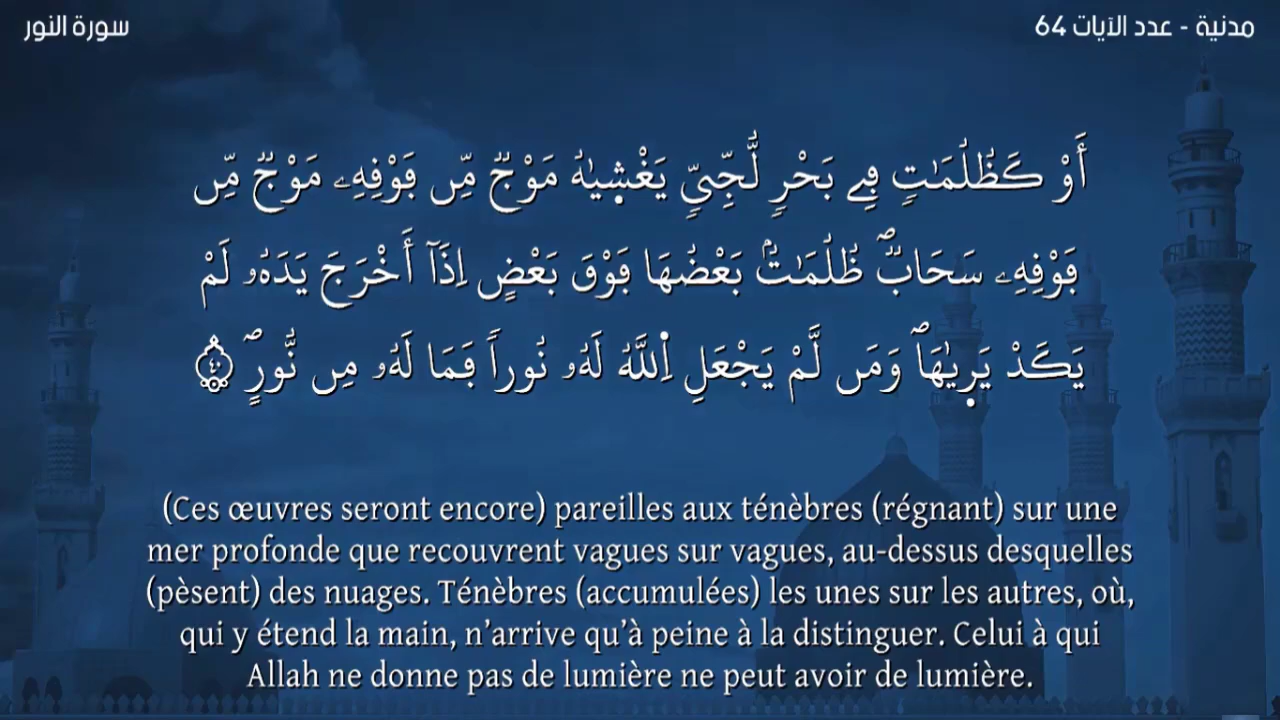 مدنية - عدد الآيات 64
سورة النور
أَوْ كَظُلُمَٰتٖ فِے بَحْرٖ لُّجِّيّٖ يَغْش۪يٰهُ مَوْجٞ مِّن فَوْقِهِۦ مَوْجٞ مِّن
فَوْقِهِۦ سَحَابٞۖ ظُلُمَٰتُۢ بَعْضُهَا فَوْقَ بَعْضٍ اِذَآ أَخْرَجَ يَدَهُۥ لَمْ
يَكَدْ يَر۪يٰهَاۖ وَمَن لَّمْ يَجْعَلِ اِ۬للَّهُ لَهُۥ نُوراٗ فَمَا لَهُۥ مِن نُّورٍۖ ٤٠
(Ces œuvres seront encore) pareilles aux ténèbres (régnant) sur une
mer profonde que recouvrent vagues sur vagues, au-dessus desquelles
(pèsent) des nuages. Ténèbres (accumulées) les unes sur les autres, où,
qui y étend la main, n’arrive qu’à peine à la distinguer. Celui à qui
Allah ne donne pas de lumière ne peut avoir de lumière.